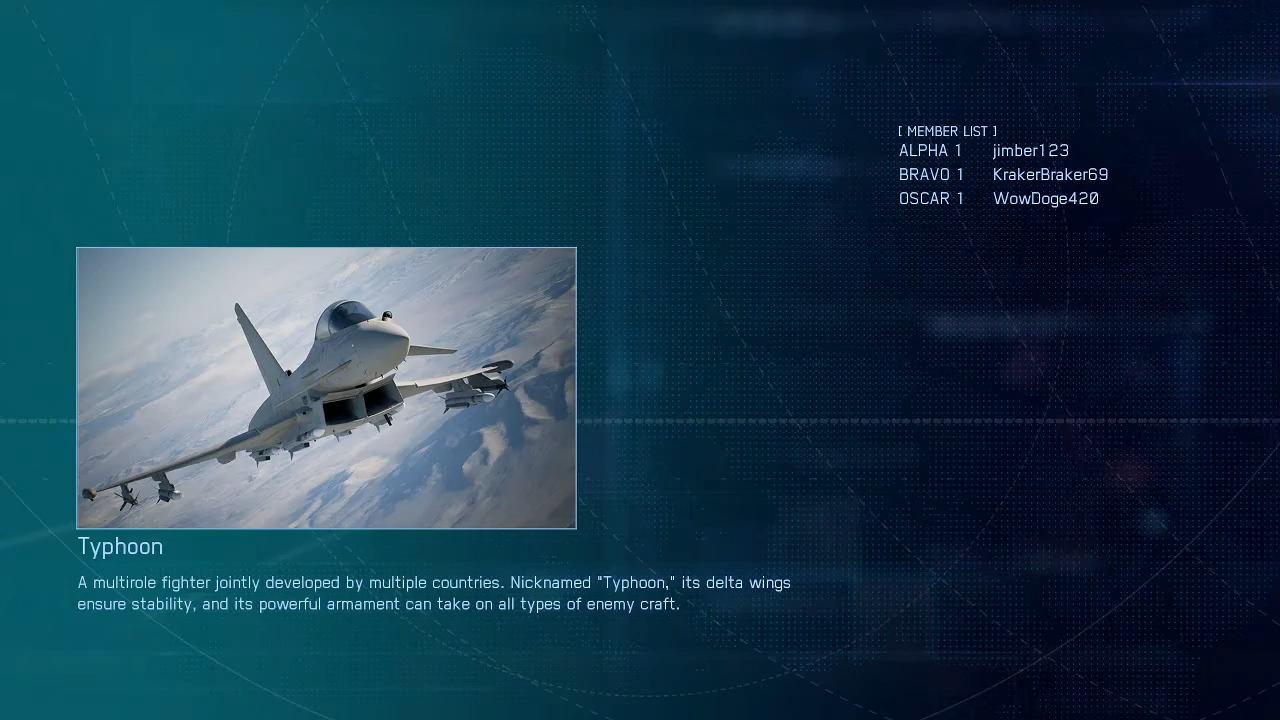 [ MEMBER LIST ]
ALPHA 1 jimber123
BRAVO 1 KrakerBraker69
OSCAR 1 WowDoge420
Typhoon
A multirole fighter jointly developed by multiple countries. Nicknamed "Typhoon," its delta wings
ensure stability, and its powerful armament can take on all types of enemy craft.